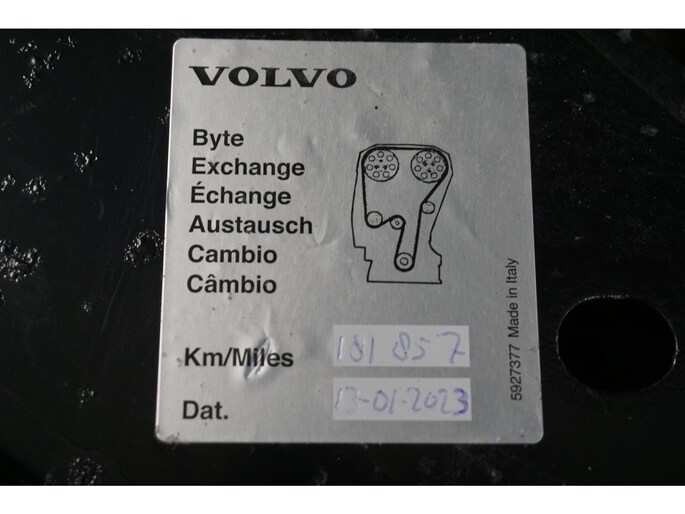 VOLVO
Byte
Exchange
Échange
Austausch
Cambio
Câmbio
Km/Miles 181 857
Dat. 13-01-2023
5927377 Made in Italy